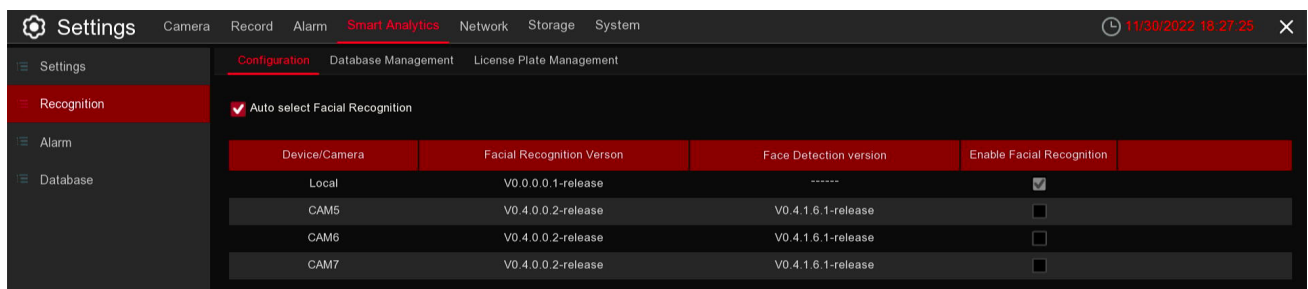 Settings Camera Record Alarm Smart Analytics Network Storage System 11/30/2022 18:27:25
Settings
Recognition
Alarm
Database
Configuration Database Management License Plate Management
Auto select Facial Recognition
Device/Camera Facial Recognition Verson Face Detection version Enable Facial Recognition
Local V0.0.0.0.1-release ------
CAM5 V0.4.0.0.2-release V0.4.1.6.1-release
CAM6 V0.4.0.0.2-release V0.4.1.6.1-release
CAM7 V0.4.0.0.2-release V0.4.1.6.1-release